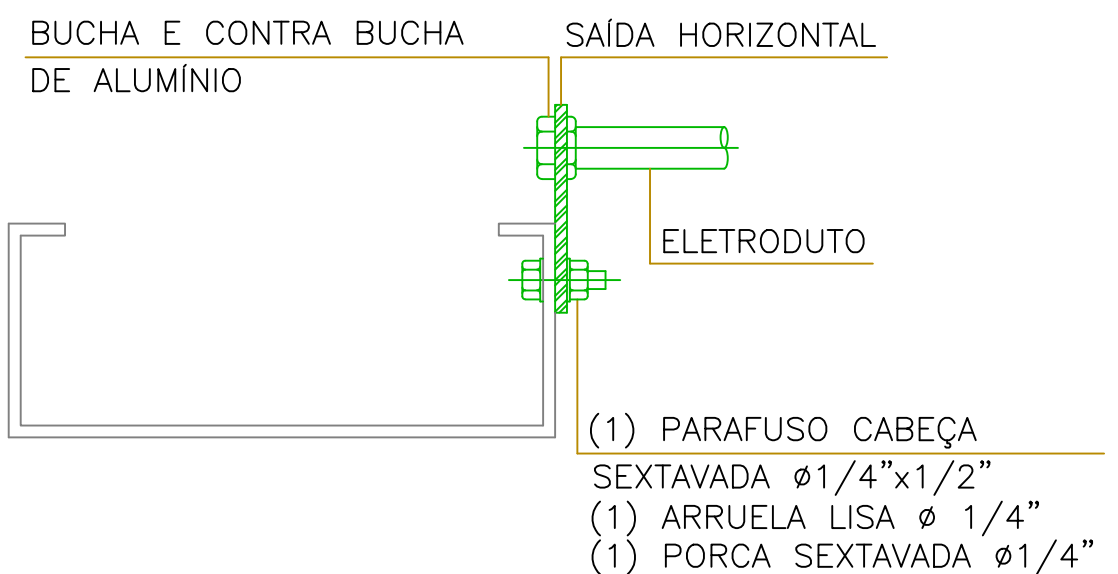 BUCHA E CONTRA BUCHA
DE ALUMÍNIO
SAÍDA HORIZONTAL
ELETRODUTO
(1) PARAFUSO CABEÇA
SEXTAVADA ø1/4”x1/2”
(1) ARRUELA LISA ø 1/4”
(1) PORCA SEXTAVADA ø1/4”